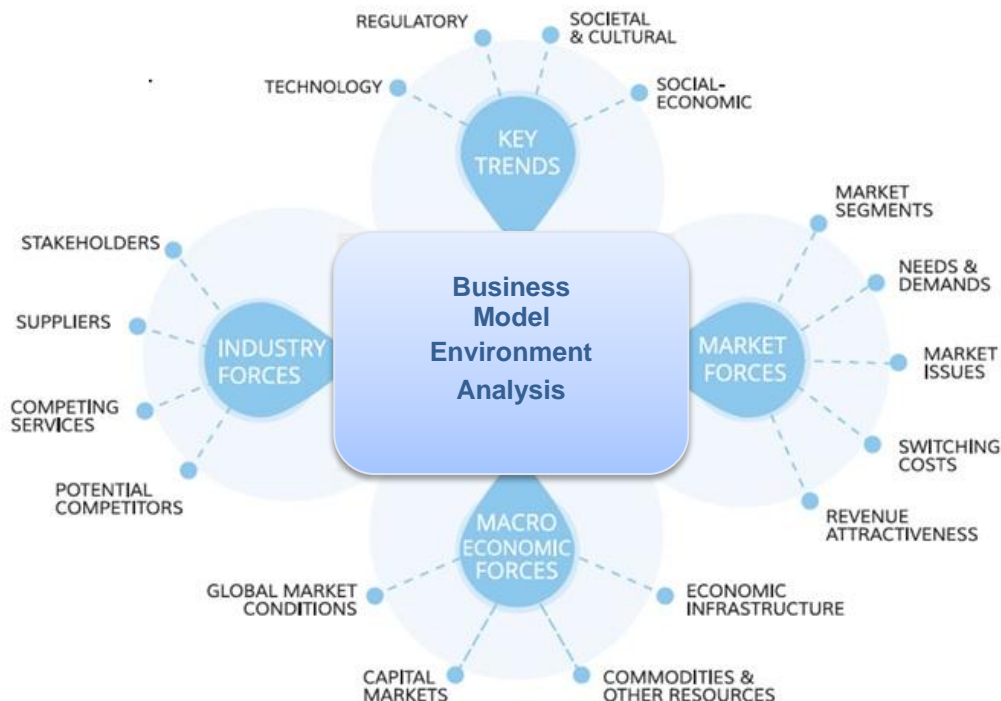 REGULATORY
SOCIETAL
& CULTURAL
TECHNOLOGY
SOCIAL-
ECONOMIC
KEY
TRENDS
MARKET
SEGMENTS
STAKEHOLDERS
NEEDS &
DEMANDS
SUPPLIERS
INDUSTRY
FORCES
Business
Model
Environment
Analysis
MARKET
FORCES
MARKET
ISSUES
COMPETING
SERVICES
SWITCHING
COSTS
POTENTIAL
COMPETITORS
REVENUE
ATTRACTIVENESS
MACRO
ECONOMIC
FORCES
GLOBAL MARKET
CONDITIONS
ECONOMIC
INFRASTRUCTURE
CAPITAL
MARKETS
COMMODITIES &
OTHER RESOURCES